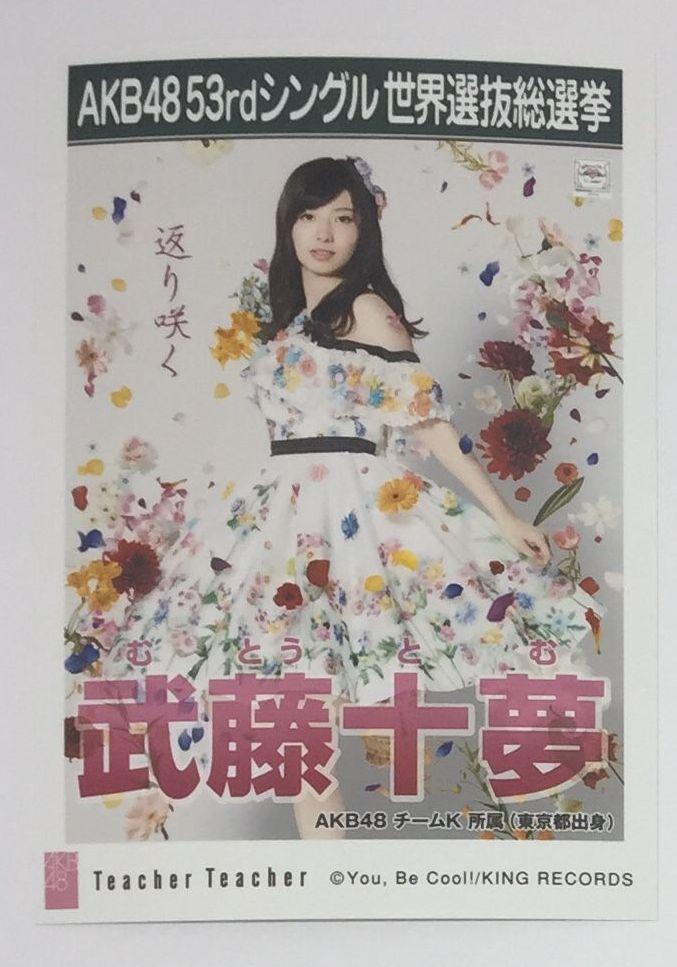 AKB48 53rdシングル 世界選抜総選挙
返り咲く
むとうとむ
武藤十夢
AKB48 チームK 所属（東京都出身）
AKB48
Teacher Teacher ©You, Be Cool!/KING RECORDS